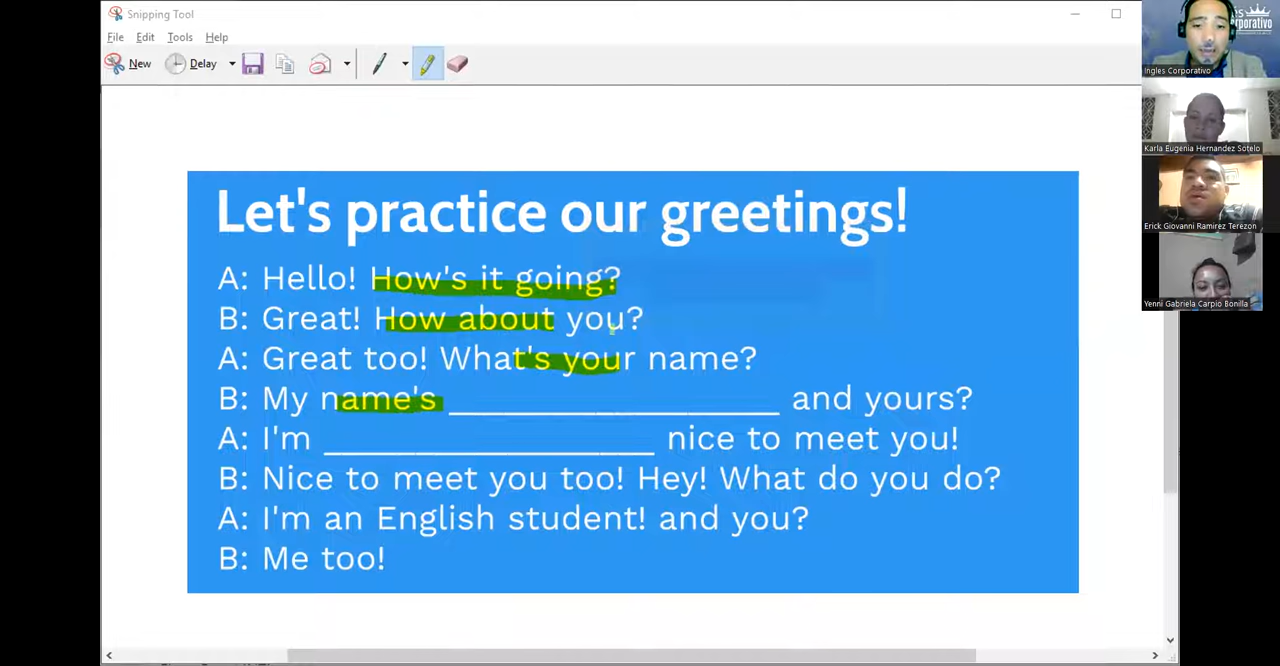 Snipping Tool
File Edit Tools Help
New Delay
Let's practice our greetings!
A: Hello! How's it going?
B: Great! How about you?
A: Great too! What's your name?
B: My name's ____________________ and yours?
A: I'm ____________________ nice to meet you!
B: Nice to meet you too! Hey! What do you do?
A: I'm an English student! and you?
B: Me too!
Ingles Corporativo
Karla Eugenia Hernandez Sotelo
Erick Giovanni Ramirez Terezon
Yenni Gabriela Carpio Bonilla